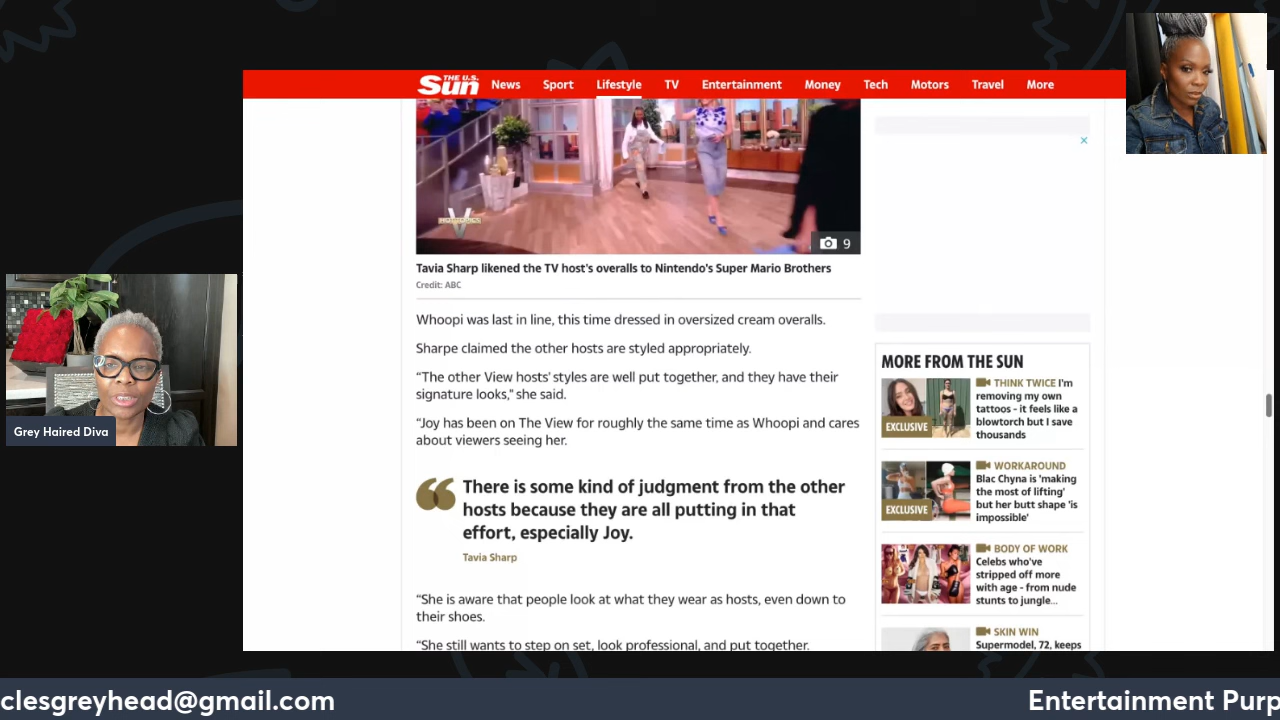 THE U.S. Sun News Sport Lifestyle TV Entertainment Money Tech Motors Travel More
9
Tavia Sharp likened the TV host's overalls to Nintendo's Super Mario Brothers
Credit: ABC
Whoopi was last in line, this time dressed in oversized cream overalls.
Sharpe claimed the other hosts are styled appropriately.
“The other View hosts’ styles are well put together, and they have their
signature looks,” she said.
“Joy has been on The View for roughly the same time as Whoopi and cares
about viewers seeing her.
There is some kind of judgment from the other
hosts because they are all putting in that
effort, especially Joy.
Tavia Sharp
“She is aware that people look at what they wear as hosts, even down to
their shoes.
“She still wants to step on set, look professional, and put together.
MORE FROM THE SUN
THINK TWICE I'm
removing my own
tattoos - it feels like a
blowtorch but I save
thousands
EXCLUSIVE
WORKAROUND
Blac Chyna is 'making
the most of lifting'
but her butt shape 'is
impossible'
EXCLUSIVE
BODY OF WORK
Celebs who've
stripped off more
with age - from nude
stunts to jungle...
SKIN WIN
Supermodel, 72, keeps
Grey Haired Diva
clesgreyhead@gmail.com
Entertainment Purp